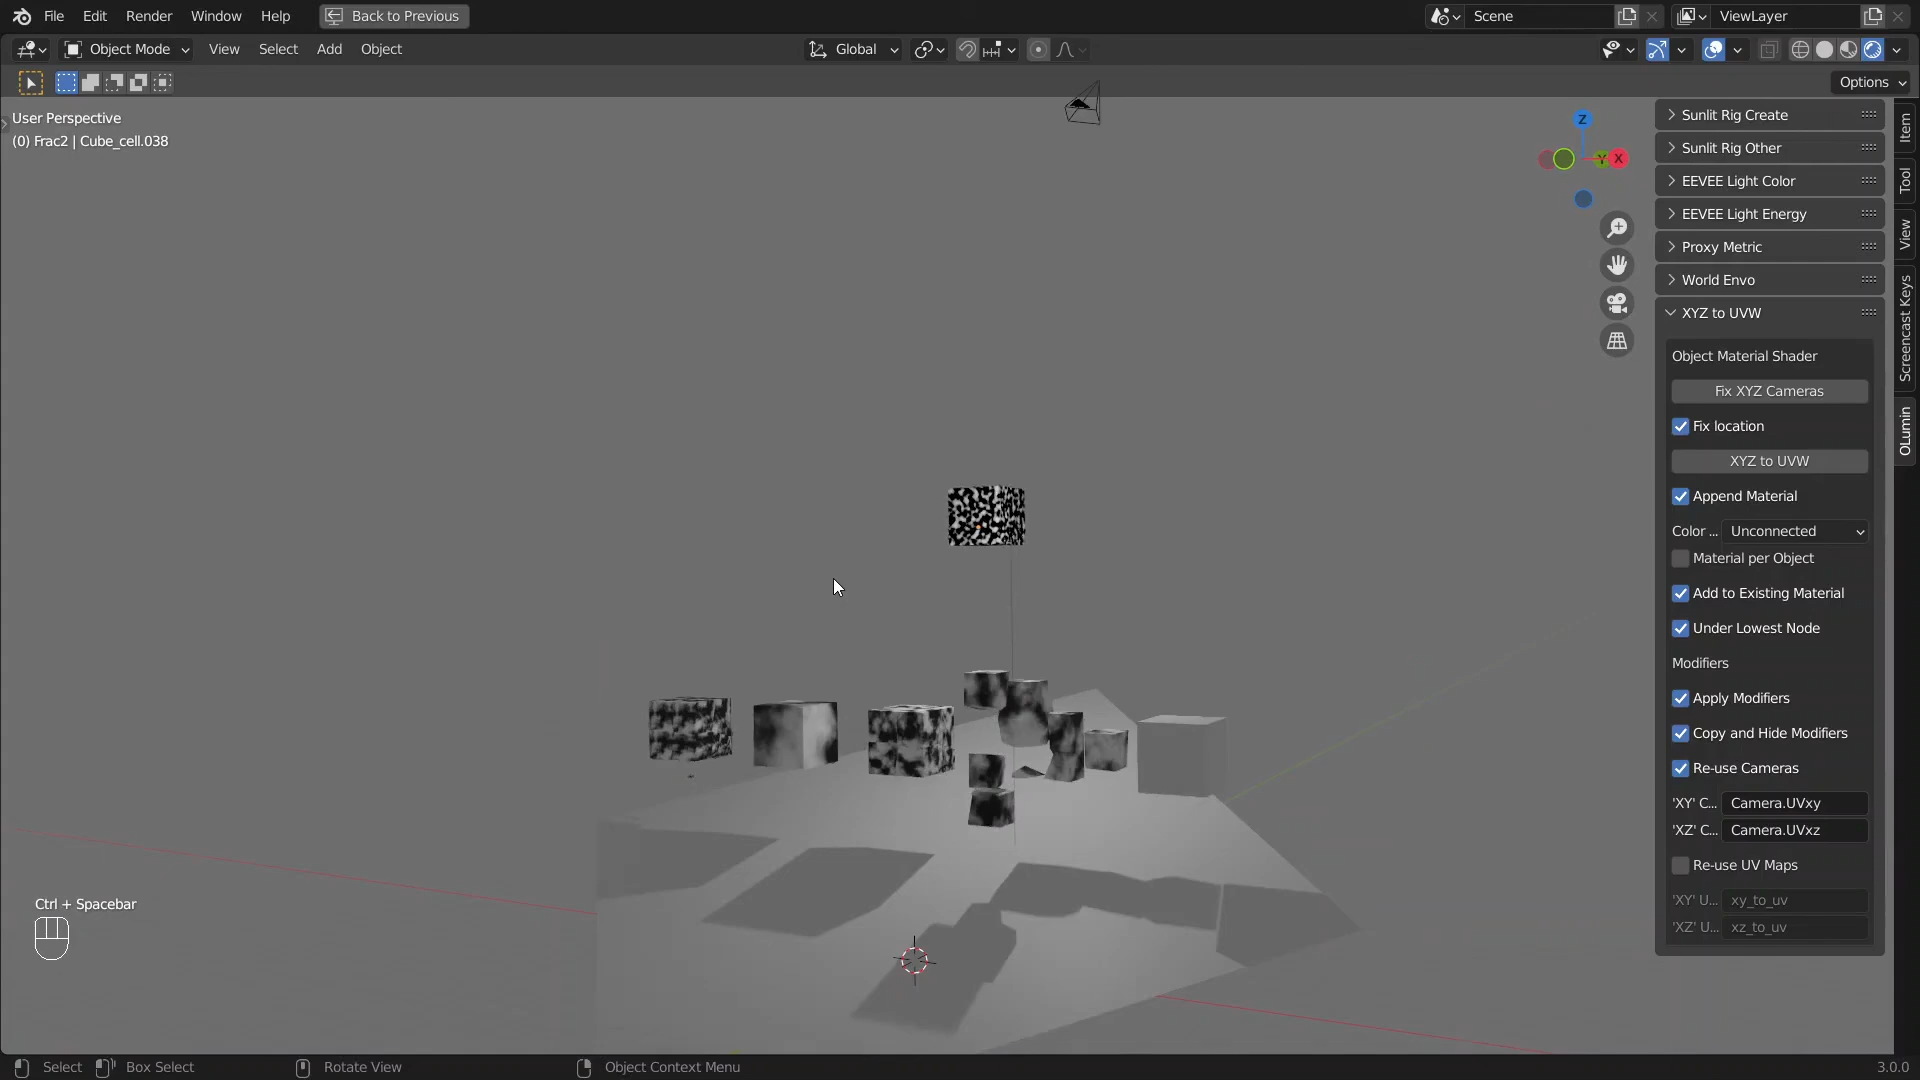 File Edit Render Window Help Back to Previous Scene ViewLayer
Object Mode View Select Add Object Global
Options
User Perspective
(0) Frac2 | Cube_cell.038
Z
Y X
Sunlit Rig Create
Sunlit Rig Other
EEVEE Light Color
EEVEE Light Energy
Proxy Metric
World Envo
XYZ to UVW
Object Material Shader
Fix XYZ Cameras
Fix location
XYZ to UVW
Append Material
Color ... Unconnected
Material per Object
Add to Existing Material
Under Lowest Node
Modifiers
Apply Modifiers
Copy and Hide Modifiers
Re-use Cameras
'XY' C... Camera.UVxy
'XZ' C... Camera.UVxz
Re-use UV Maps
'XY' U... xy_to_uv
'XZ' U... xz_to_uv
Item
Tool
View
Screencast Keys
OLumin
Ctrl + Spacebar
Select Box Select Rotate View Object Context Menu 3.0.0